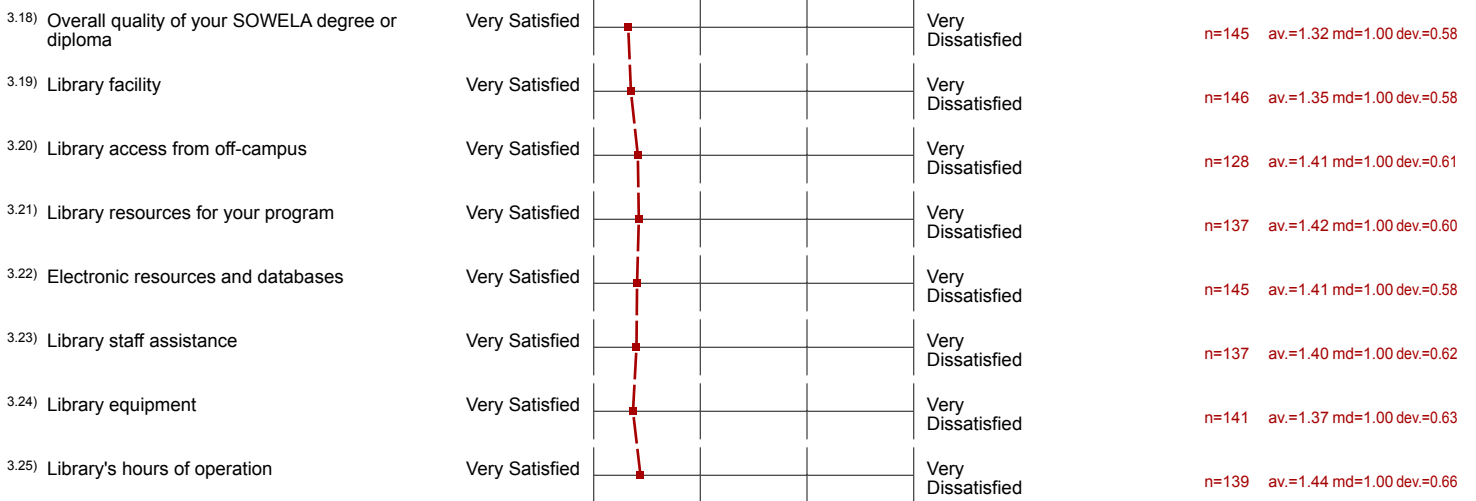 3.18) Overall quality of your SOWELA degree or
diploma
Very Satisfied
Very
Dissatisfied
n=145 av.=1.32 md=1.00 dev.=0.58
3.19) Library facility
Very Satisfied
Very
Dissatisfied
n=146 av.=1.35 md=1.00 dev.=0.58
3.20) Library access from off-campus
Very Satisfied
Very
Dissatisfied
n=128 av.=1.41 md=1.00 dev.=0.61
3.21) Library resources for your program
Very Satisfied
Very
Dissatisfied
n=137 av.=1.42 md=1.00 dev.=0.60
3.22) Electronic resources and databases
Very Satisfied
Very
Dissatisfied
n=145 av.=1.41 md=1.00 dev.=0.58
3.23) Library staff assistance
Very Satisfied
Very
Dissatisfied
n=137 av.=1.40 md=1.00 dev.=0.62
3.24) Library equipment
Very Satisfied
Very
Dissatisfied
n=141 av.=1.37 md=1.00 dev.=0.63
3.25) Library's hours of operation
Very Satisfied
Very
Dissatisfied
n=139 av.=1.44 md=1.00 dev.=0.66